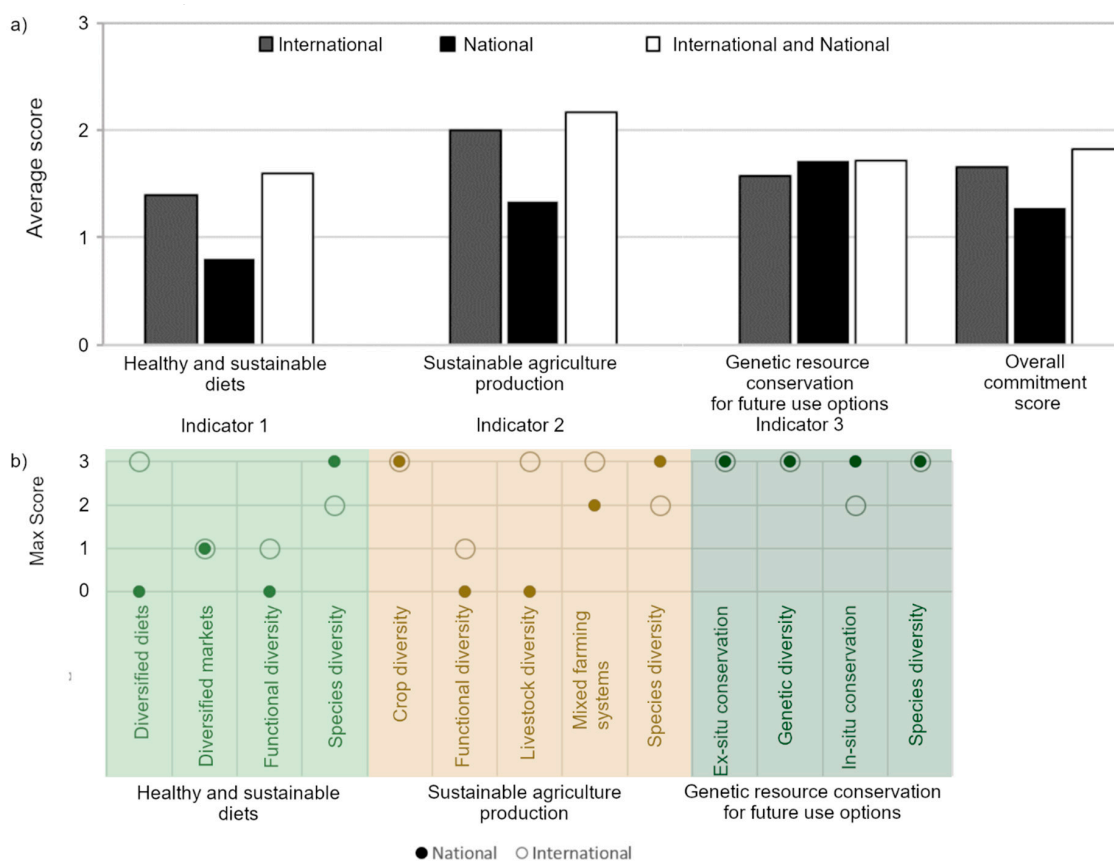 a)
3
International
National
International and National
2
Average score
1
0
Healthy and sustainable
diets
Sustainable agriculture
production
Genetic resource
conservation
for future use options
Overall
commitment
score
Indicator 1
Indicator 2
Indicator 3
b)
3
2
1
0
Max Score
Diversified diets
Diversified markets
Functional diversity
Species diversity
Crop diversity
Functional diversity
Livestock diversity
Mixed farming
systems
Species diversity
Ex-situ conservation
Genetic diversity
In-situ conservation
Species diversity
Healthy and sustainable
diets
Sustainable agriculture
production
Genetic resource conservation
for future use options
National
International